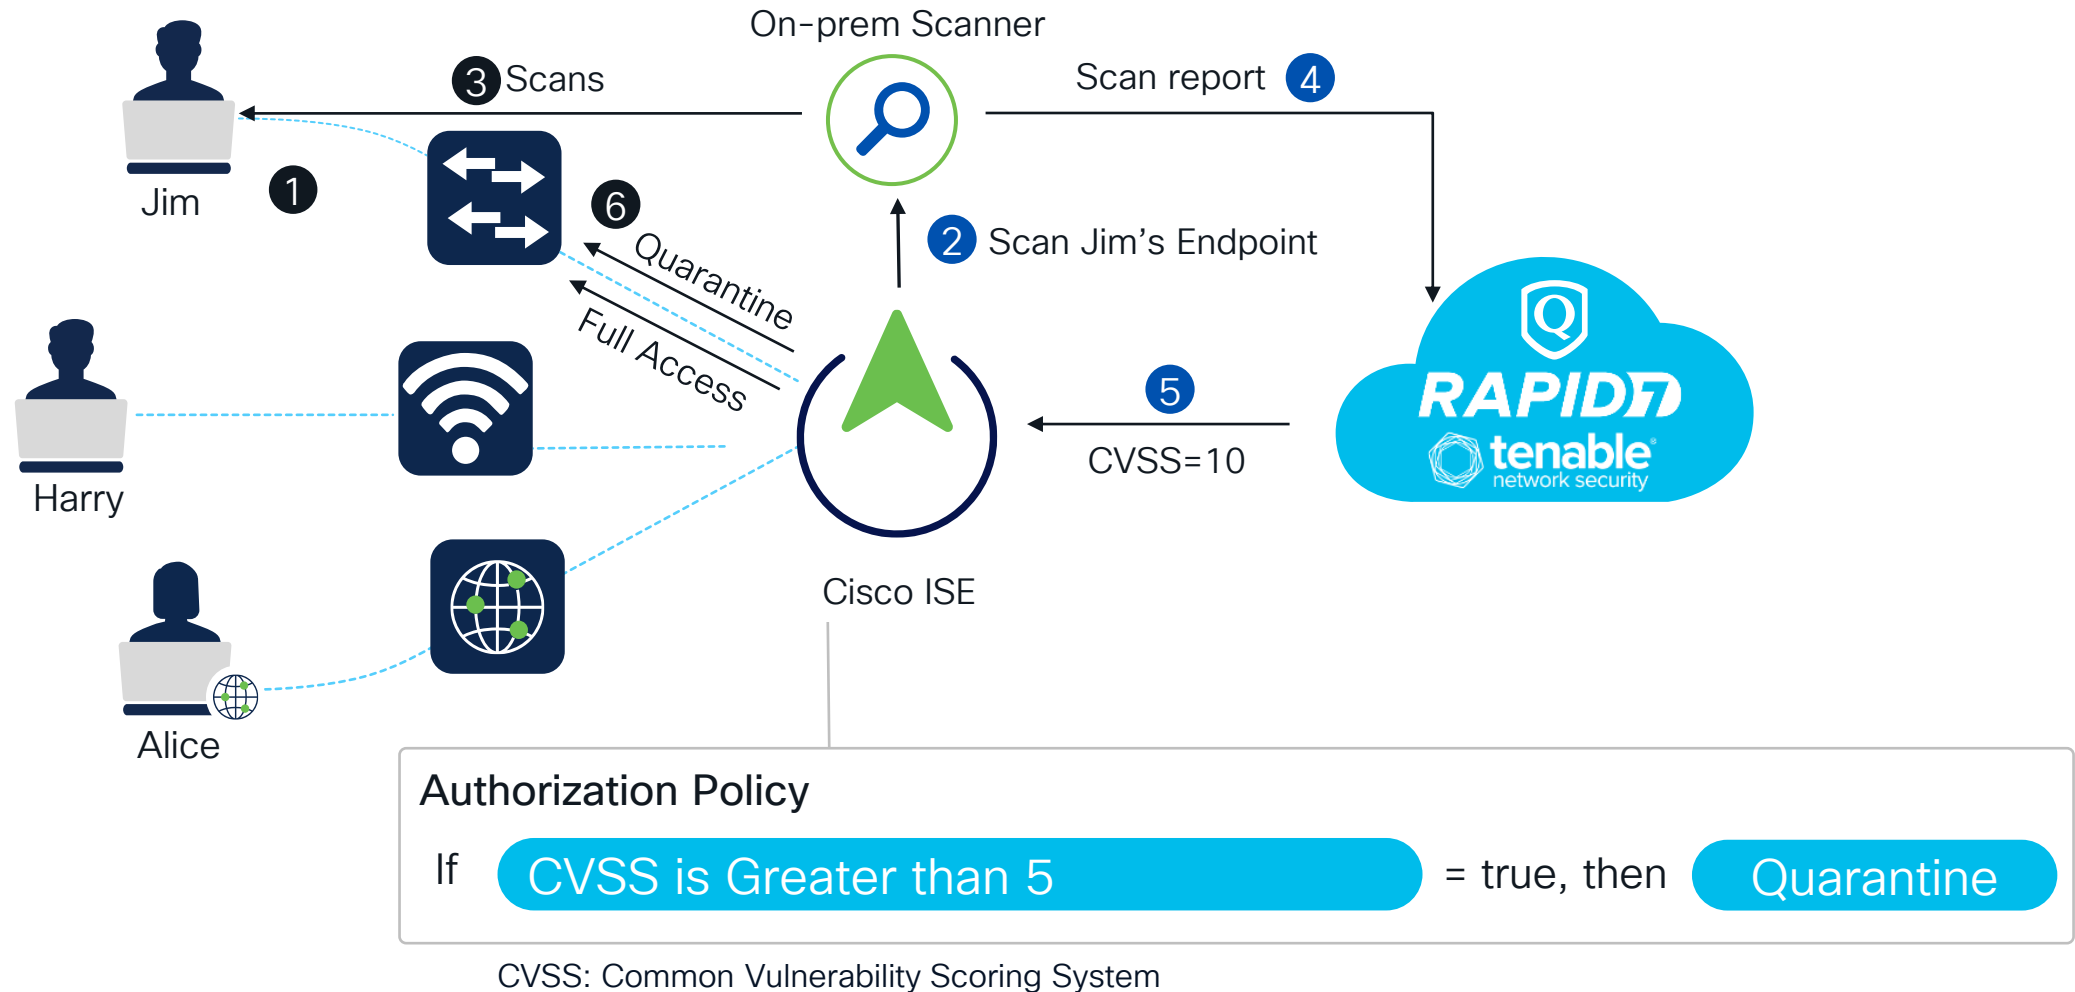 On-prem Scanner
3 Scans
Scan report 4
Jim
1
6
Quarantine
Full Access
2 Scan Jim's Endpoint
Q
RAPID7
tenable®
network security
5
CVSS=10
Harry
Cisco ISE
Alice
Authorization Policy
If CVSS is Greater than 5 = true, then Quarantine
CVSS: Common Vulnerability Scoring System